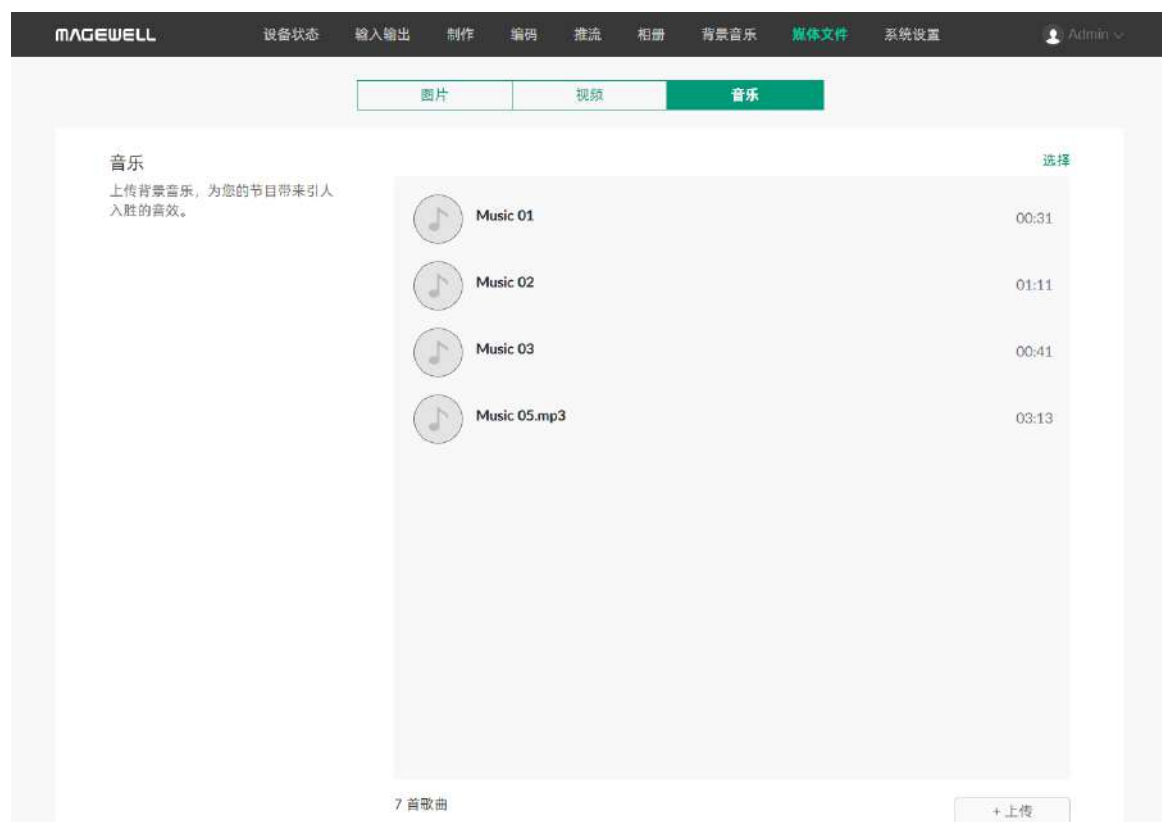 MAGEWELL 设备状态 输入输出 制作 编码 推流 相册 背景音乐 媒体文件 系统设置 Admin
图片 视频 音乐
音乐 选择
上传背景音乐，为您的节目带来引人
入胜的音效。
Music 01 00:31
Music 02 01:11
Music 03 00:41
Music 05.mp3 03:13
7 首歌曲 + 上传